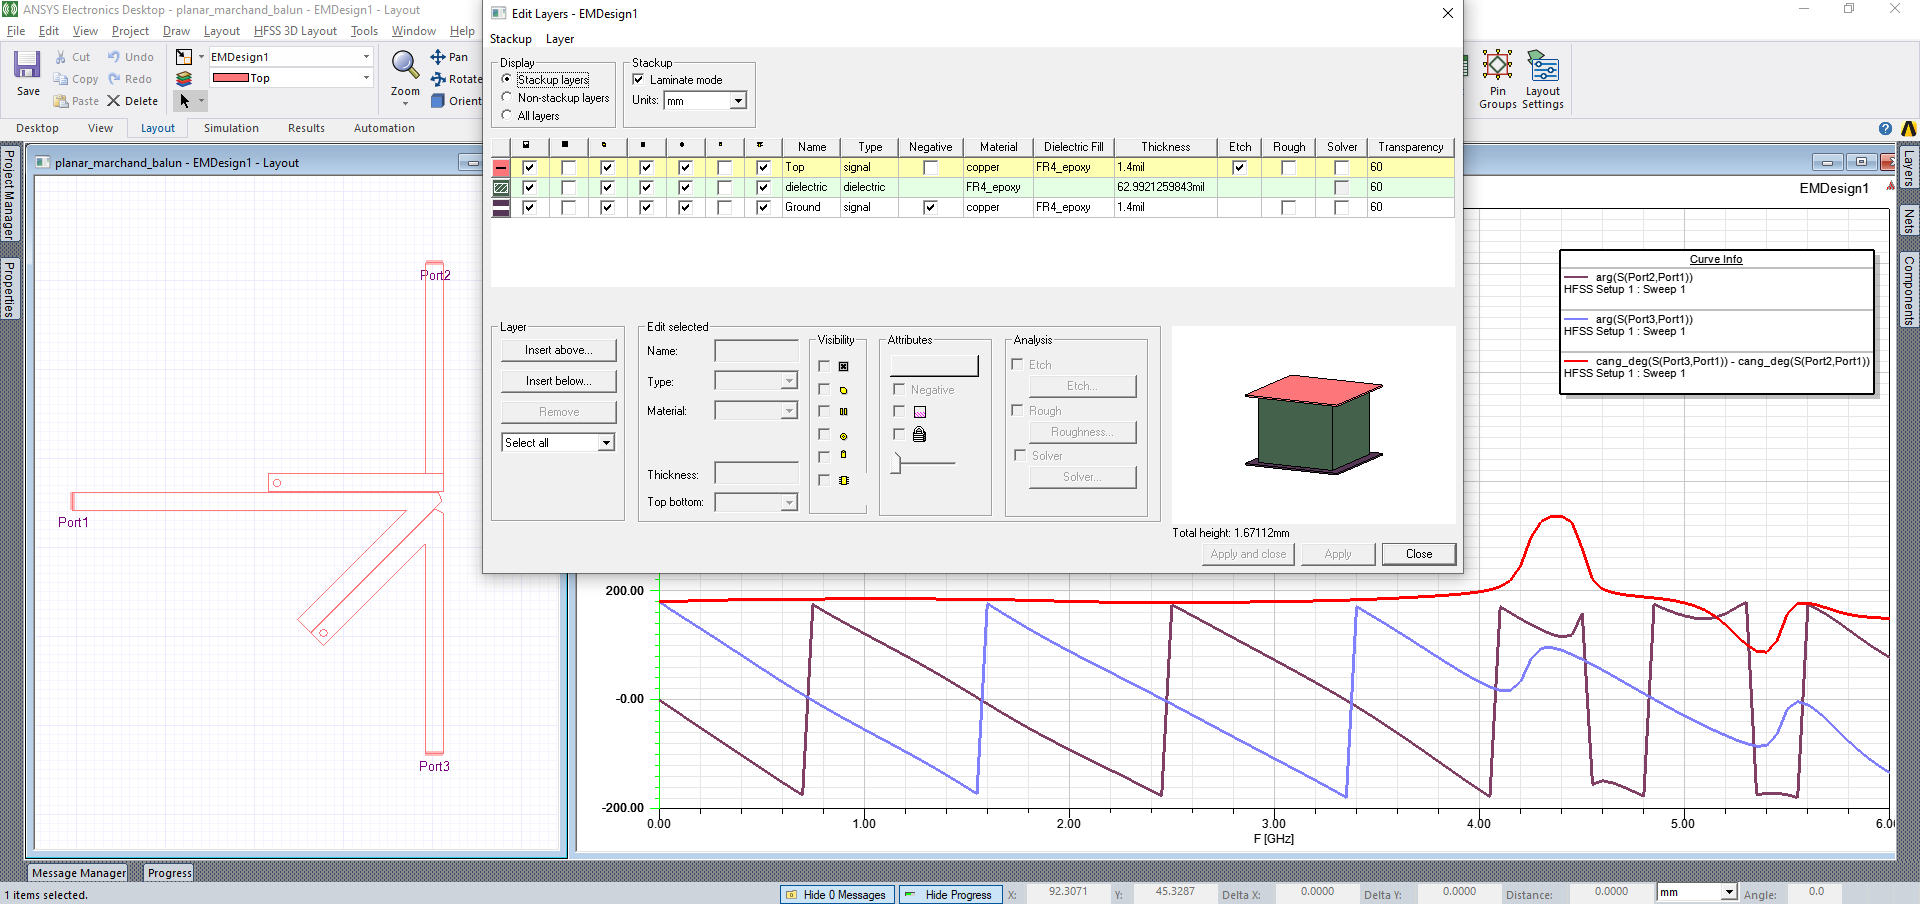 ANSYS Electronics Desktop - planar_marchand_balun - EMDesign1 - Layout
File Edit View Project Draw Layout HFSS 3D Layout Tools Window Help
Save
Cut
Copy
Paste
Undo
Redo
Delete
EMDesign1
Top
Zoom
Pan
Rotate
Orient
Pin Groups
Layout Settings
Desktop View Layout Simulation Results Automation
Project Manager
Properties
planar_marchand_balun - EMDesign1 - Layout
Port2
Port1
Port3
Edit Layers - EMDesign1
Stackup Layer
Display
Stackup layers
Non-stackup layers
All layers
Stackup
Laminate mode
Units: mm
Name Type Negative Material Dielectric Fill Thickness Etch Rough Solver Transparency
Top signal copper FR4_epoxy 1.4mil 60
dielectric dielectric FR4_epoxy 62.9921259843mil 60
Ground signal copper FR4_epoxy 1.4mil 60
Layer
Insert above...
Insert below...
Remove
Select all
Edit selected
Name:
Type:
Material:
Thickness:
Top bottom:
Visibility
Attributes
Negative
Analysis
Etch
Etch...
Rough
Roughness...
Solver
Solver...
Total height: 1.67112mm
Apply and close Apply Close
EMDesign1
Curve Info
arg(S(Port2,Port1))
HFSS Setup 1 : Sweep 1
arg(S(Port3,Port1))
HFSS Setup 1 : Sweep 1
cang_deg(S(Port3,Port1)) - cang_deg(S(Port2,Port1))
HFSS Setup 1 : Sweep 1
200.00
-0.00
-200.00
0.00 1.00 2.00 3.00 4.00 5.00 6.0
F [GHz]
Layers
Nets
Components
Message Manager Progress
1 items selected.
Hide 0 Messages Hide Progress X: 92.3071 Y: 45.3287 Delta X: 0.0000 Delta Y: 0.0000 Distance: 0.0000 mm Angle: 0.0